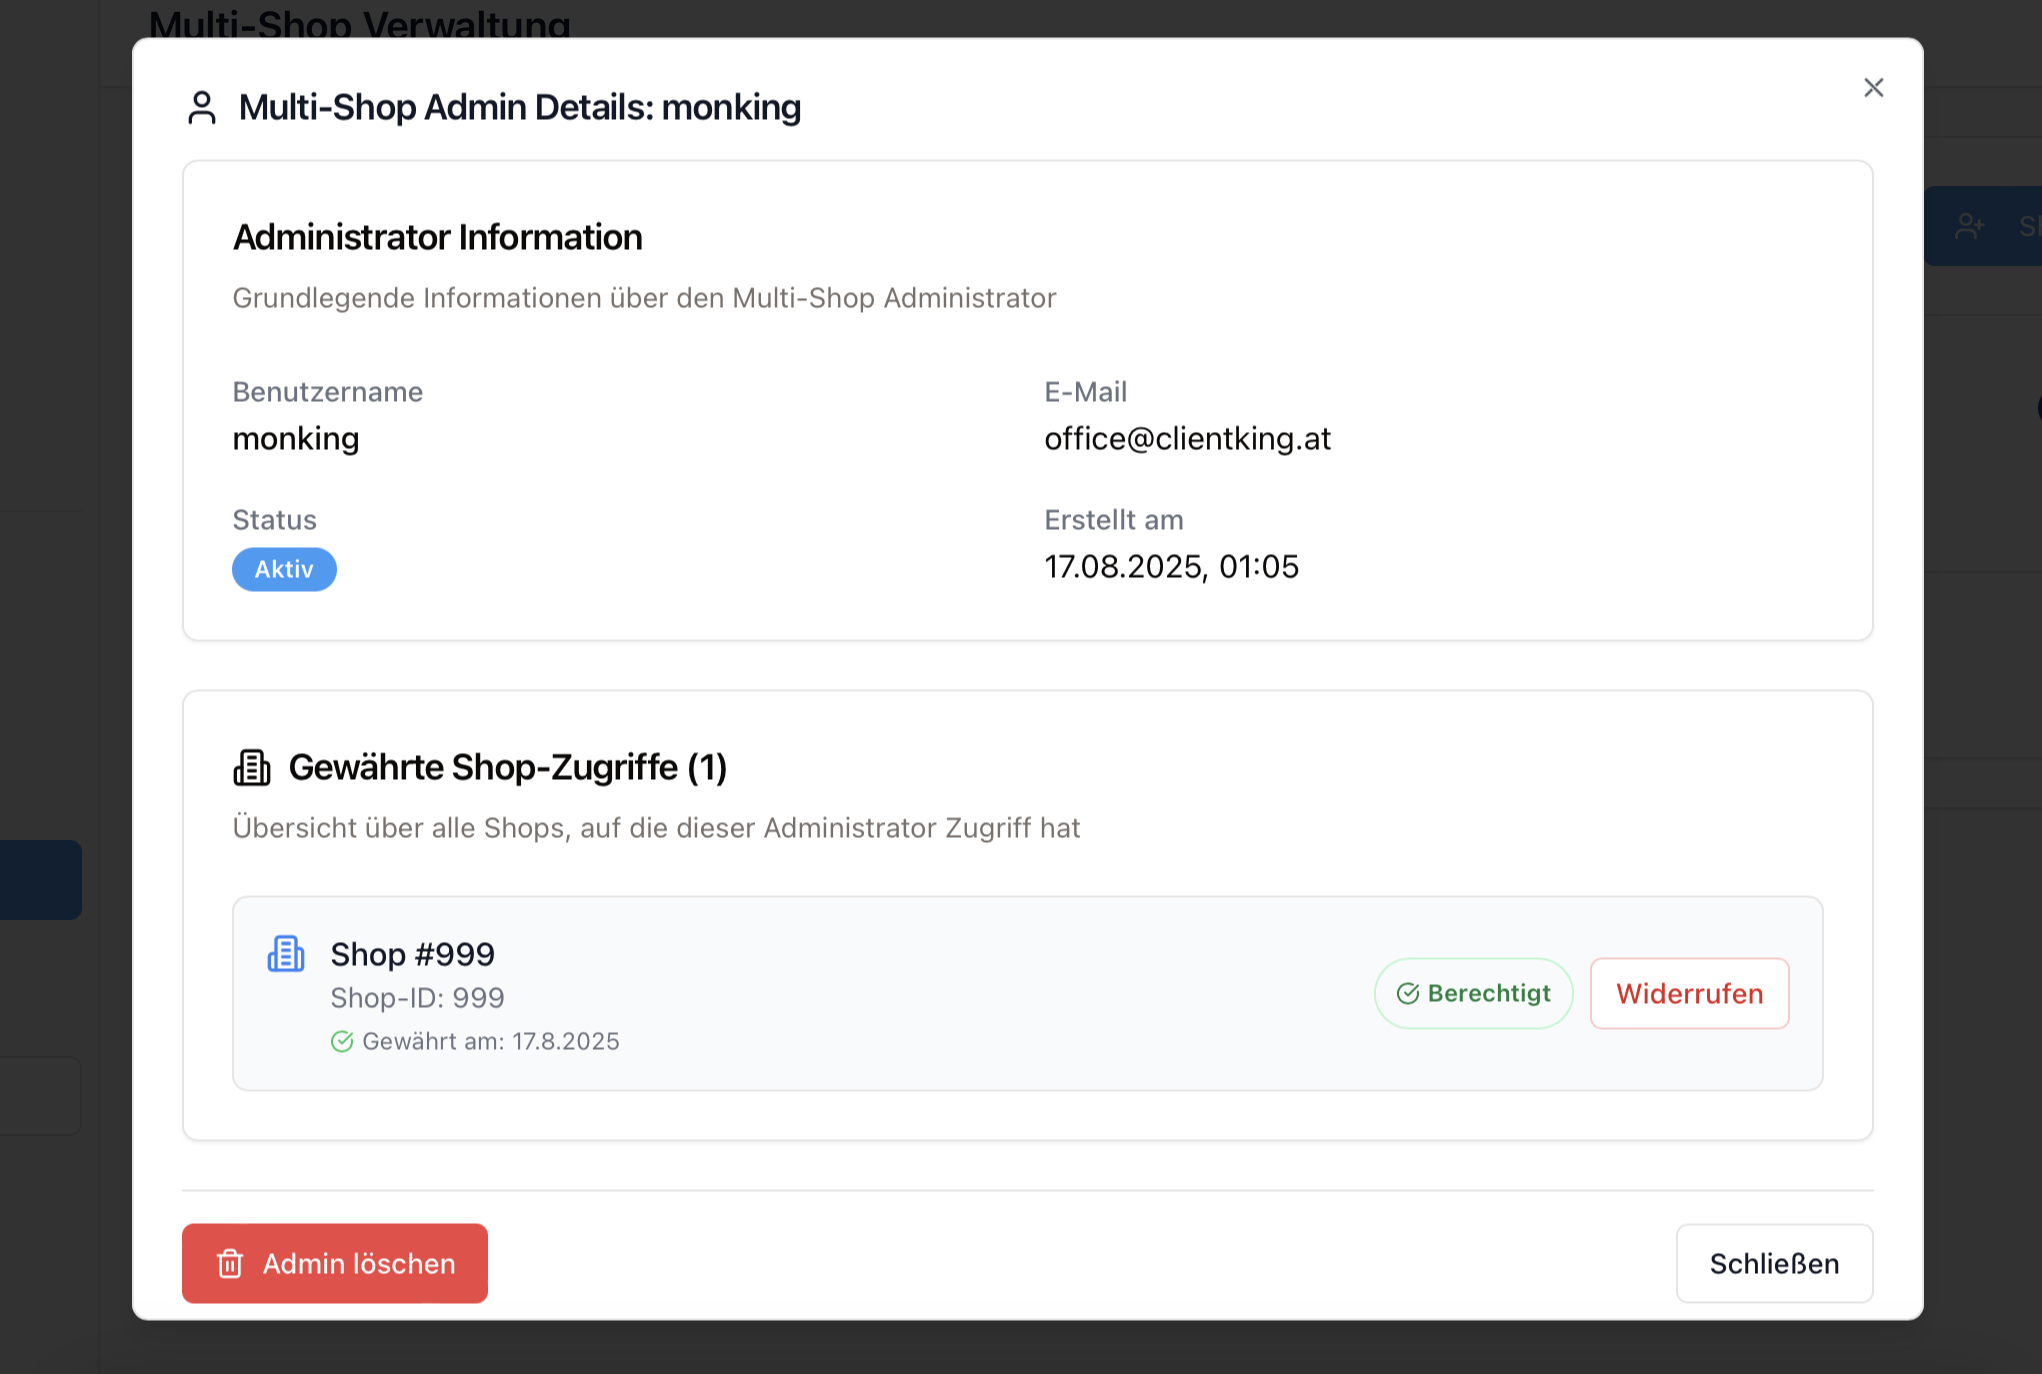 Multi-Shop Verwaltung
Multi-Shop Admin Details: monking
Administrator Information
Grundlegende Informationen über den Multi-Shop Administrator
Benutzername
monking
E-Mail
office@clientking.at
Status
Aktiv
Erstellt am
17.08.2025, 01:05
Gewährte Shop-Zugriffe (1)
Übersicht über alle Shops, auf die dieser Administrator Zugriff hat
Shop #999
Shop-ID: 999
Gewährt am: 17.8.2025
Berechtigt
Widerrufen
Admin löschen
Schließen